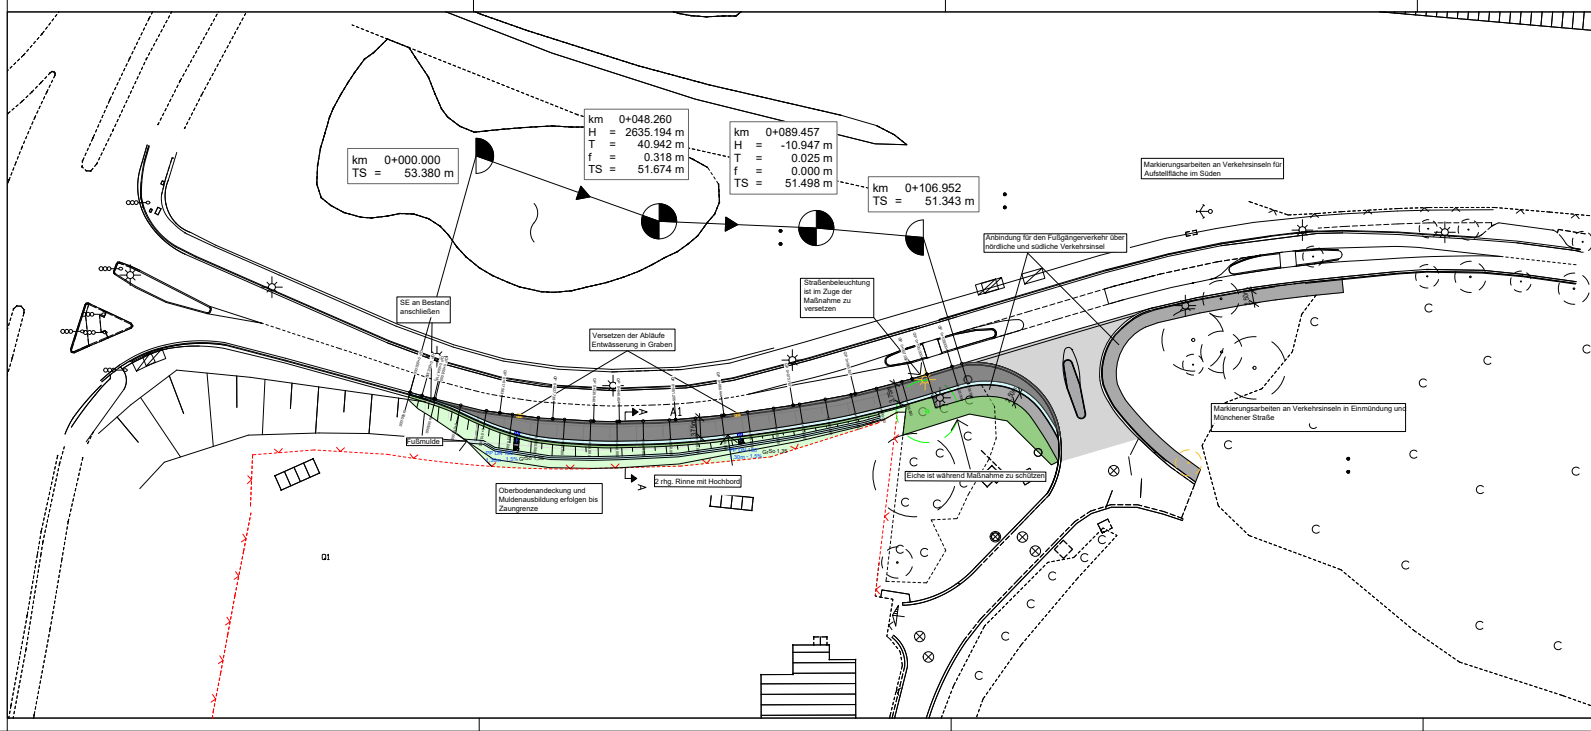 km 0+000.000
TS = 53.380 m
km 0+048.260
H = 2635.194 m
T = 40.942 m
f = 0.318 m
TS = 51.674 m
km 0+089.457
H = -10.947 m
T = 0.025 m
f = 0.000 m
TS = 51.498 m
km 0+106.952
TS = 51.343 m
Markierungsarbeiten an Verkehrsinseln für
Aufstellfläche im Süden
Anbindung für den Fußgängerverkehr über
nördliche und südliche Verkehrsinsel
Straßenbeleuchtung
ist im Zuge der
Maßnahme zu
versetzen
SE an Bestand
anschließen
Versetzen der Abläufe
Entwässerung in Graben
A
A1
Fußmulde
A
2 rhg. Rinne mit Hochbord
Oberbodenandeckung und
Muldenausbildung erfolgen bis
Zaungrenze
Eiche ist während Maßnahme zu schützen
Markierungsarbeiten an Verkehrsinseln in Einmündung und
Münchener Straße